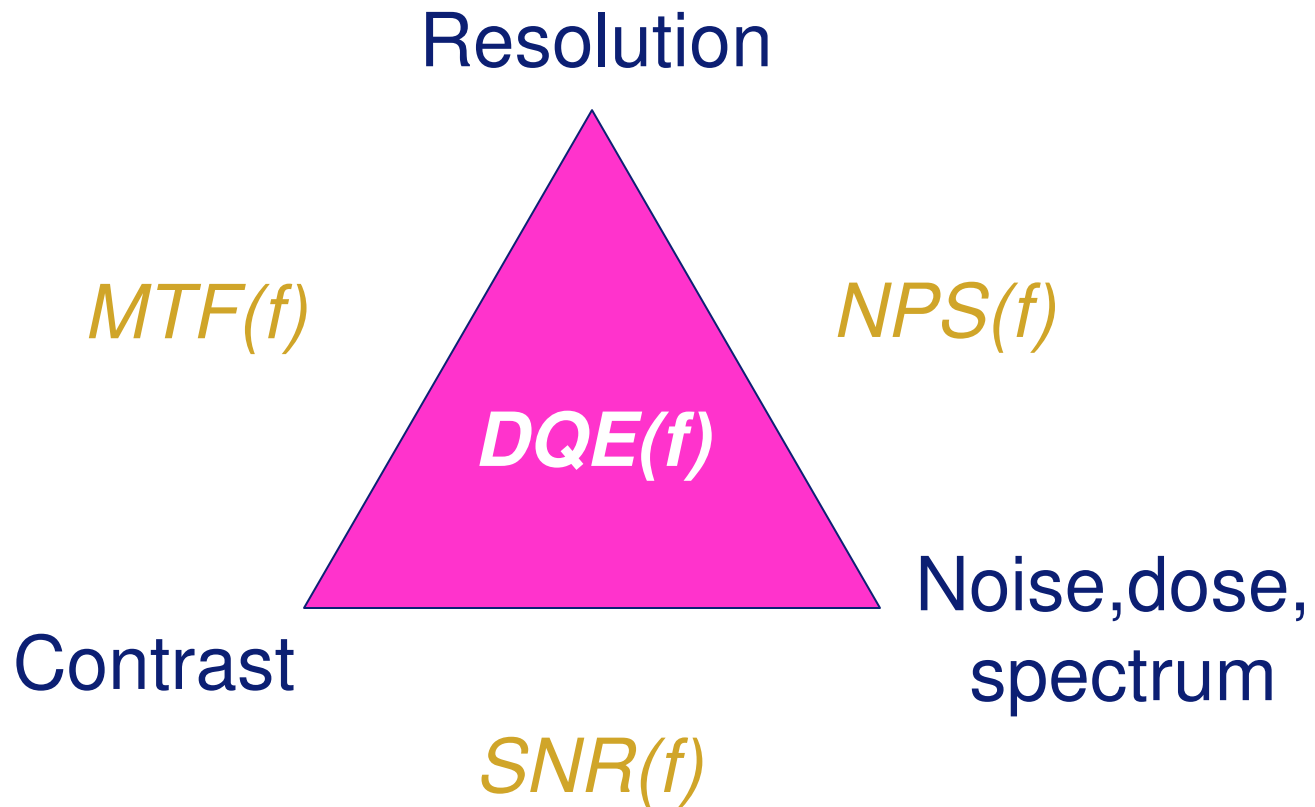 Resolution
MTF(f)
NPS(f)
DQE(f)
Noise,dose,
spectrum
Contrast
SNR(f)